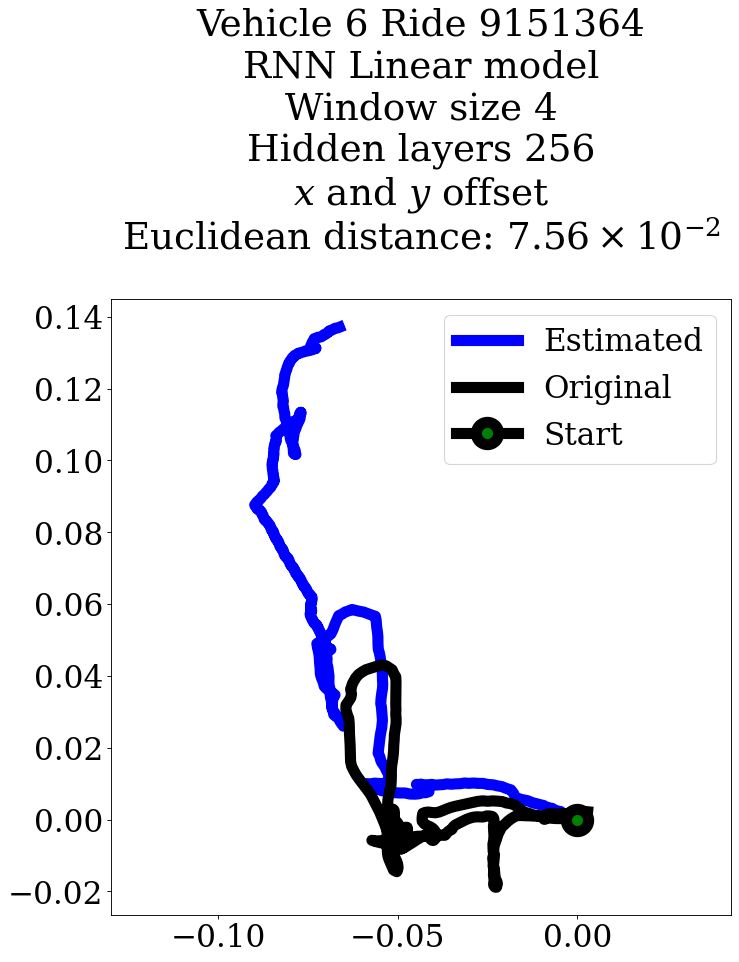 Vehicle 6 Ride 9151364
RNN Linear model
Window size 4
Hidden layers 256
x and y offset
Euclidean distance: 7.56 × 10⁻²
0.14
0.12
0.10
0.08
0.06
0.04
0.02
0.00
−0.02
Estimated
Original
Start
−0.10
−0.05
0.00